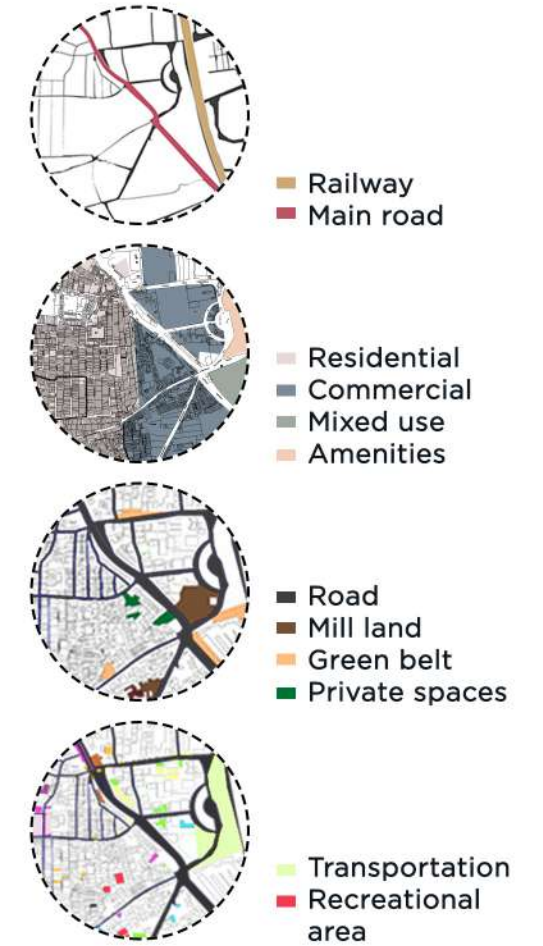 Railway
Main road
Residential
Commercial
Mixed use
Amenities
Road
Mill land
Green belt
Private spaces
Transportation
Recreational
area